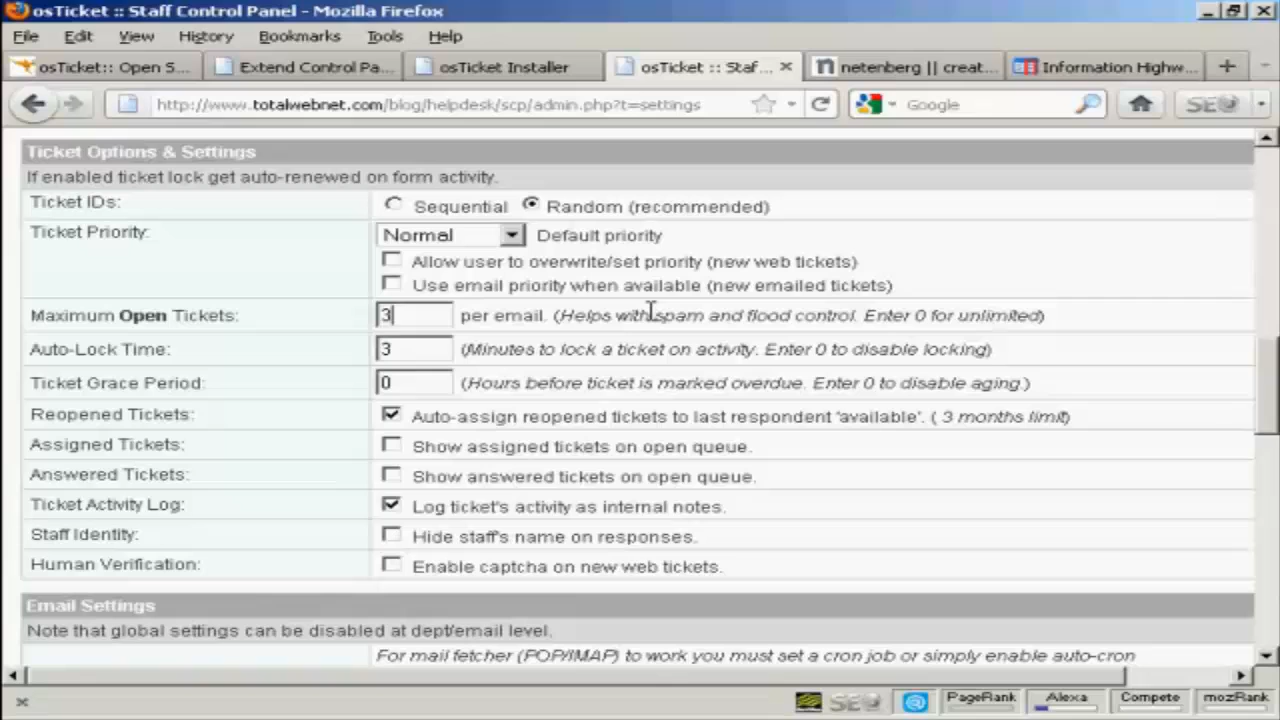 osTicket :: Staff Control Panel - Mozilla Firefox
File Edit View History Bookmarks Tools Help
osTicket:: Open S... Extend Control Pa... osTicket Installer osTicket :: Staf... netenberg || creat... Information Highw...
http://www.totalwebnet.com/blog/helpdesk/scp/admin.php?t=settings Google SEO
Ticket Options & Settings
If enabled ticket lock get auto-renewed on form activity.
Ticket IDs: Sequential Random (recommended)
Ticket Priority: Normal Default priority
Allow user to overwrite/set priority (new web tickets)
Use email priority when available (new emailed tickets)
Maximum Open Tickets: 3 per email. (Helps with spam and flood control. Enter 0 for unlimited)
Auto-Lock Time: 3 (Minutes to lock a ticket on activity. Enter 0 to disable locking)
Ticket Grace Period: 0 (Hours before ticket is marked overdue. Enter 0 to disable aging.)
Reopened Tickets: Auto-assign reopened tickets to last respondent 'available'. ( 3 months limit)
Assigned Tickets: Show assigned tickets on open queue.
Answered Tickets: Show answered tickets on open queue.
Ticket Activity Log: Log ticket's activity as internal notes.
Staff Identity: Hide staff's name on responses.
Human Verification: Enable captcha on new web tickets.
Email Settings
Note that global settings can be disabled at dept/email level.
For mail fetcher (POP/IMAP) to work you must set a cron job or simply enable auto-cron
SEO PageRank Alexa Compete mozRank